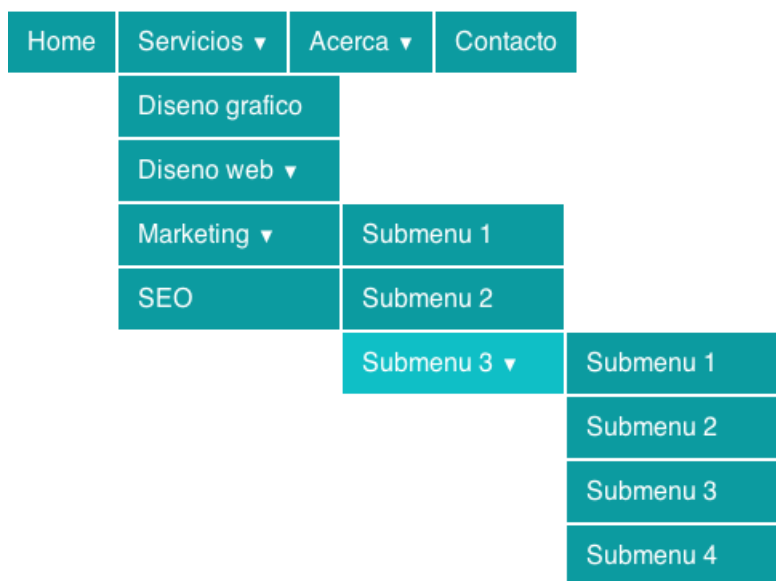 Home Servicios ▾ Acerca ▾ Contacto
Diseno grafico
Diseno web ▾
Marketing ▾ Submenu 1
SEO Submenu 2
Submenu 3 ▾ Submenu 1
Submenu 2
Submenu 3
Submenu 4